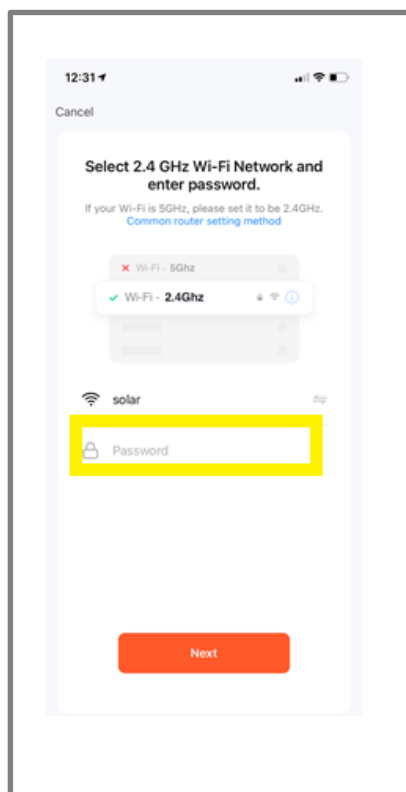 12:31
Cancel
Select 2.4 GHz Wi-Fi Network and
enter password.
If your Wi-Fi is 5GHz, please set it to be 2.4GHz.
Common router setting method
Wi-Fi - 5Ghz
Wi-Fi - 2.4Ghz
solar
Password
Next